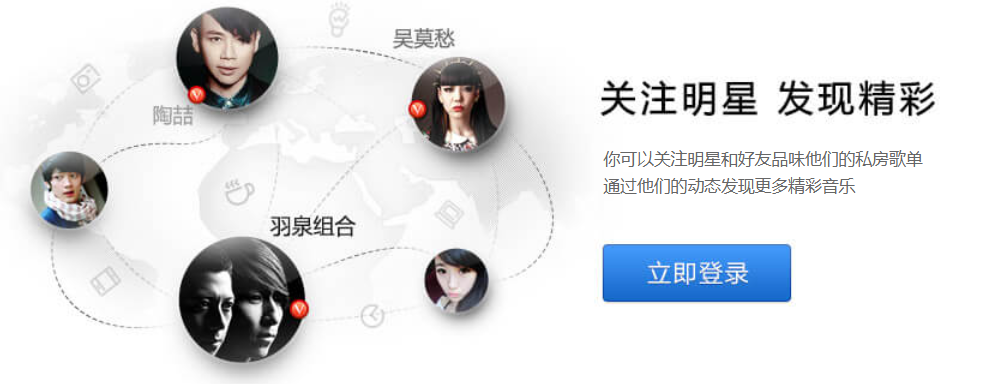 吴莫愁
陶喆
羽泉组合
关注明星 发现精彩
你可以关注明星和好友品味他们的私房歌单
通过他们的动态发现更多精彩音乐
立即登录